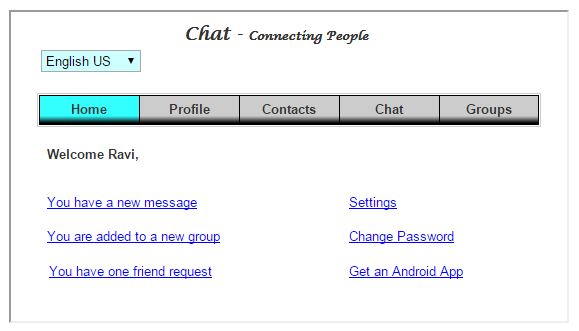 Chat - Connecting People
English US
Home Profile Contacts Chat Groups
Welcome Ravi,
You have a new message Settings
You are added to a new group Change Password
You have one friend request Get an Android App